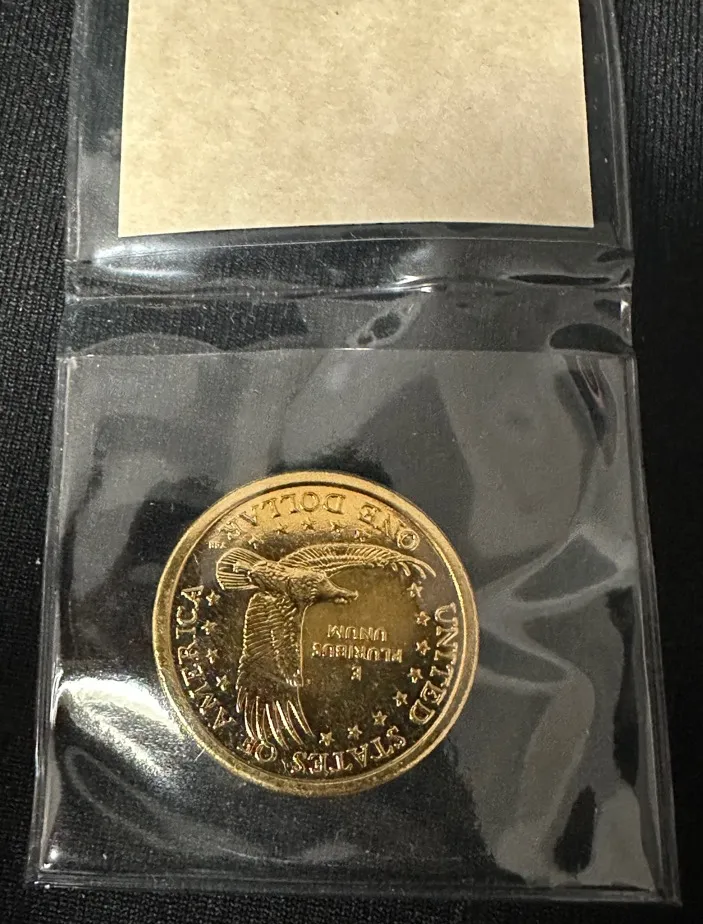 UNITED STATES OF AMERICA
E
PLURIBUS
UNUM
ONE DOLLAR